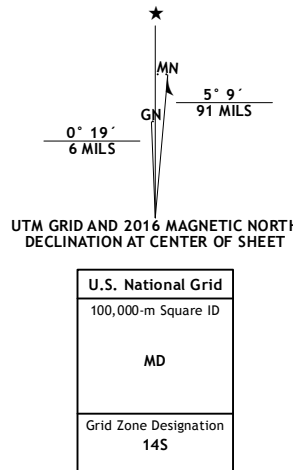 ★
MN
GN
5° 9´
91 MILS
0° 19´
6 MILS
UTM GRID AND 2016 MAGNETIC NORTH
DECLINATION AT CENTER OF SHEET
U.S. National Grid
100,000-m Square ID
MD
Grid Zone Designation
14S